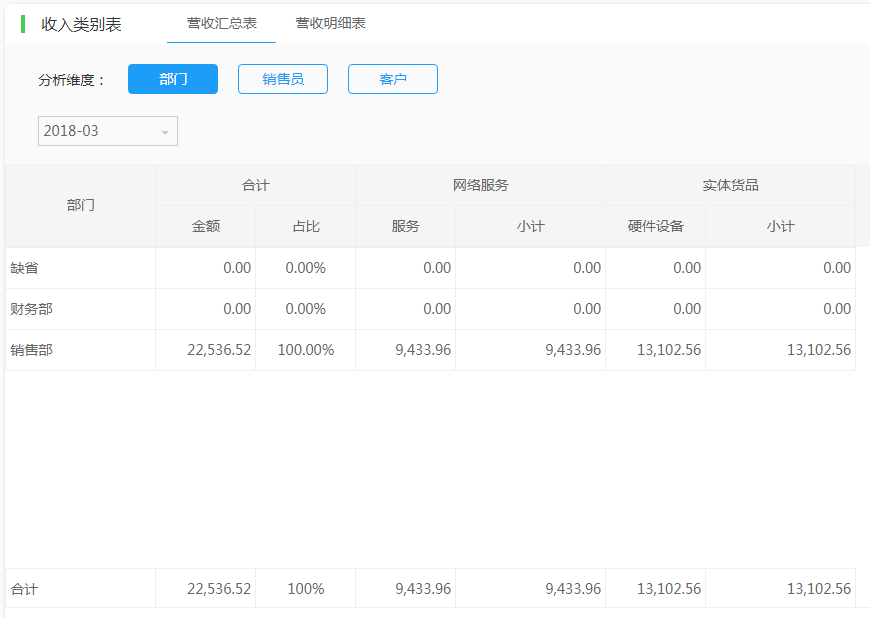 收入类别表 营收汇总表 营收明细表
分析维度： 部门 销售员 客户
2018-03
部门 合计 网络服务 实体货品
金额 占比 服务 小计 硬件设备 小计
缺省 0.00 0.00% 0.00 0.00 0.00 0.00
财务部 0.00 0.00% 0.00 0.00 0.00 0.00
销售部 22,536.52 100.00% 9,433.96 9,433.96 13,102.56 13,102.56
合计 22,536.52 100% 9,433.96 9,433.96 13,102.56 13,102.56